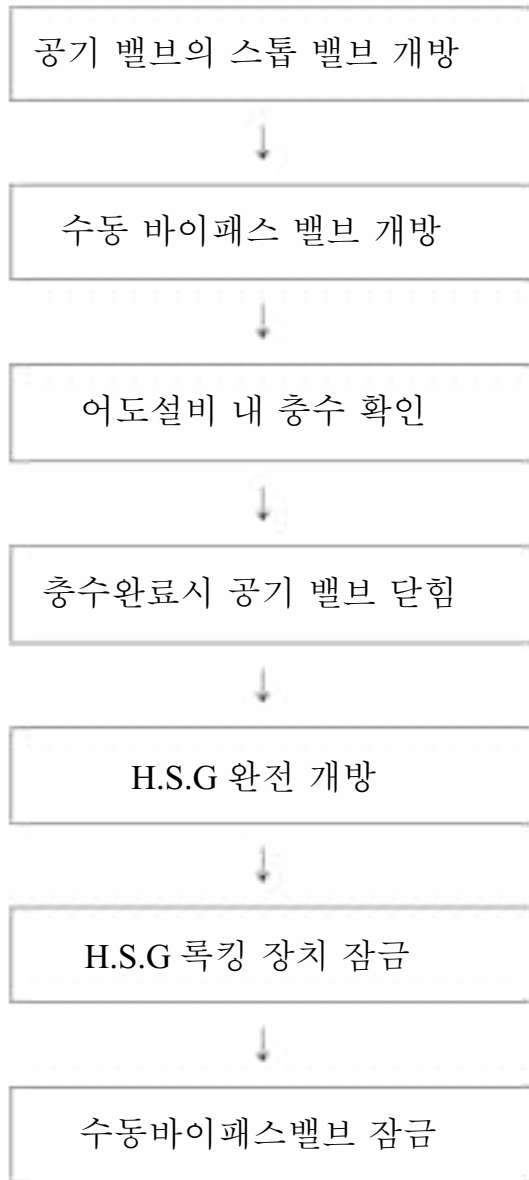 공기 밸브의 스톱 밸브 개방
↓
수동 바이패스 밸브 개방
↓
어도설비 내 충수 확인
↓
충수완료시 공기 밸브 닫힘
↓
H.S.G 완전 개방
↓
H.S.G 록킹 장치 잠금
↓
수동바이패스밸브 잠금